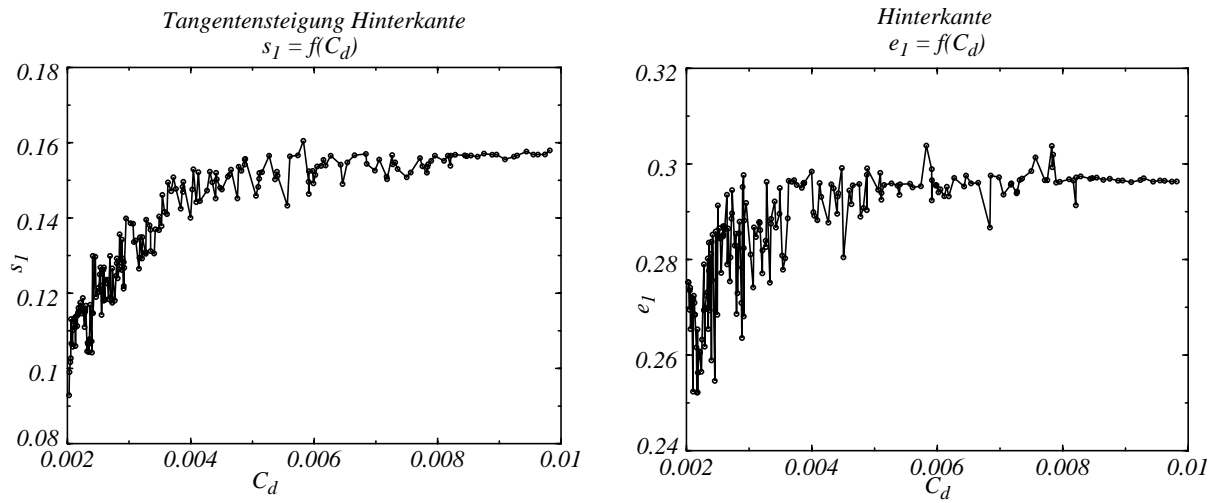 Tangentensteigung Hinterkante
s1 = f(Cd)
0.18
0.16
0.14
0.12
0.1
0.08
s1
0.002
0.004
0.006
0.008
0.01
Cd
Hinterkante
e1 = f(Cd)
0.32
0.3
0.28
0.26
0.24
e1
0.002
0.004
0.006
0.008
0.01
Cd